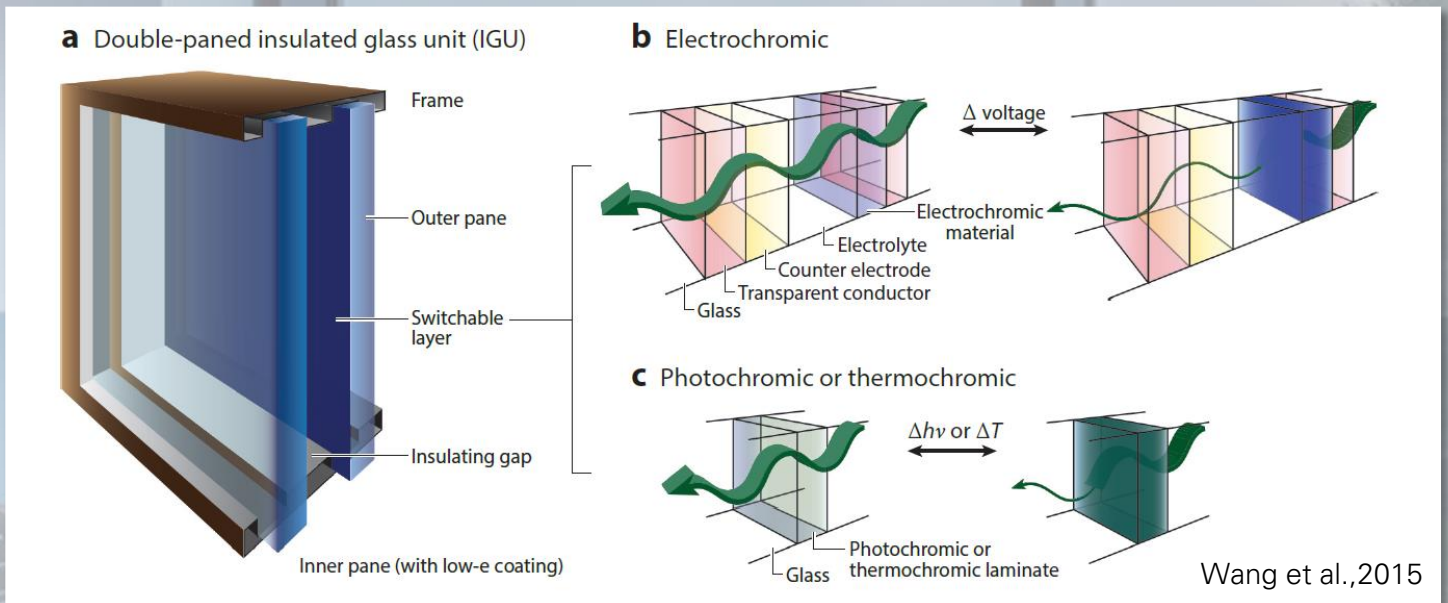 a Double-paned insulated glass unit (IGU)
Frame
Outer pane
Switchable
layer
Insulating gap
Inner pane (with low-e coating)
b Electrochromic
Δ voltage
Electrochromic
material
Electrolyte
Counter electrode
Transparent conductor
Glass
c Photochromic or thermochromic
Δhν or ΔT
Photochromic or
thermochromic laminate
Glass
Wang et al.,2015